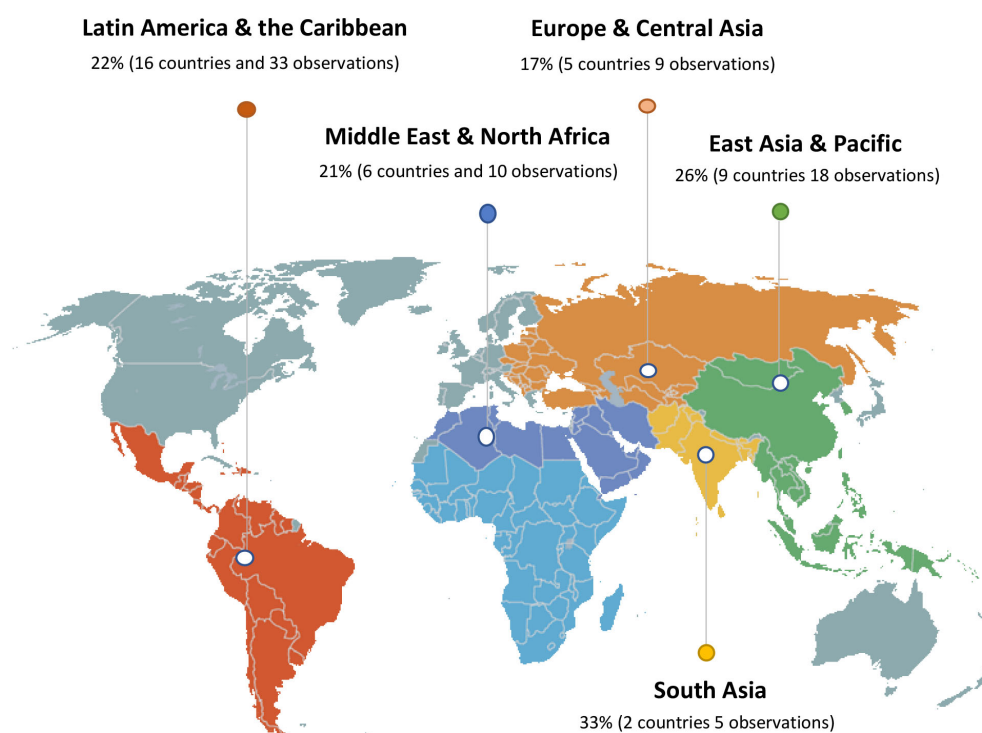 Latin America & the Caribbean
22% (16 countries and 33 observations)
Europe & Central Asia
17% (5 countries 9 observations)
Middle East & North Africa
21% (6 countries and 10 observations)
East Asia & Pacific
26% (9 countries 18 observations)
South Asia
33% (2 countries 5 observations)